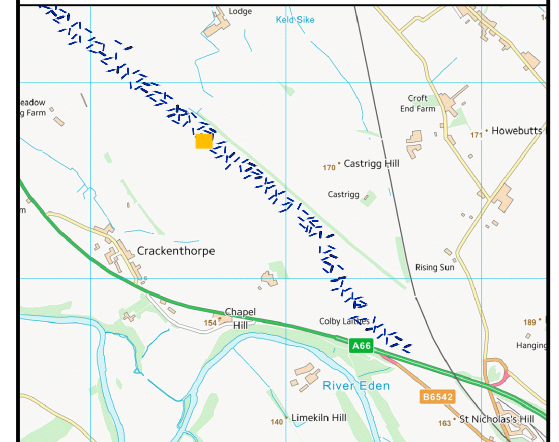 Lodge
Keld Sike
eadow
g Farm
Croft
End Farm
171
Howebutts
170
Castrigg Hill
Castrigg
m
Crackenthorpe
Rising Sun
154
Chapel
Hill
Colby Laithes
189
Hanging
A66
River Eden
B6542
140
Limekiln Hill
163
St Nicholas's Hill